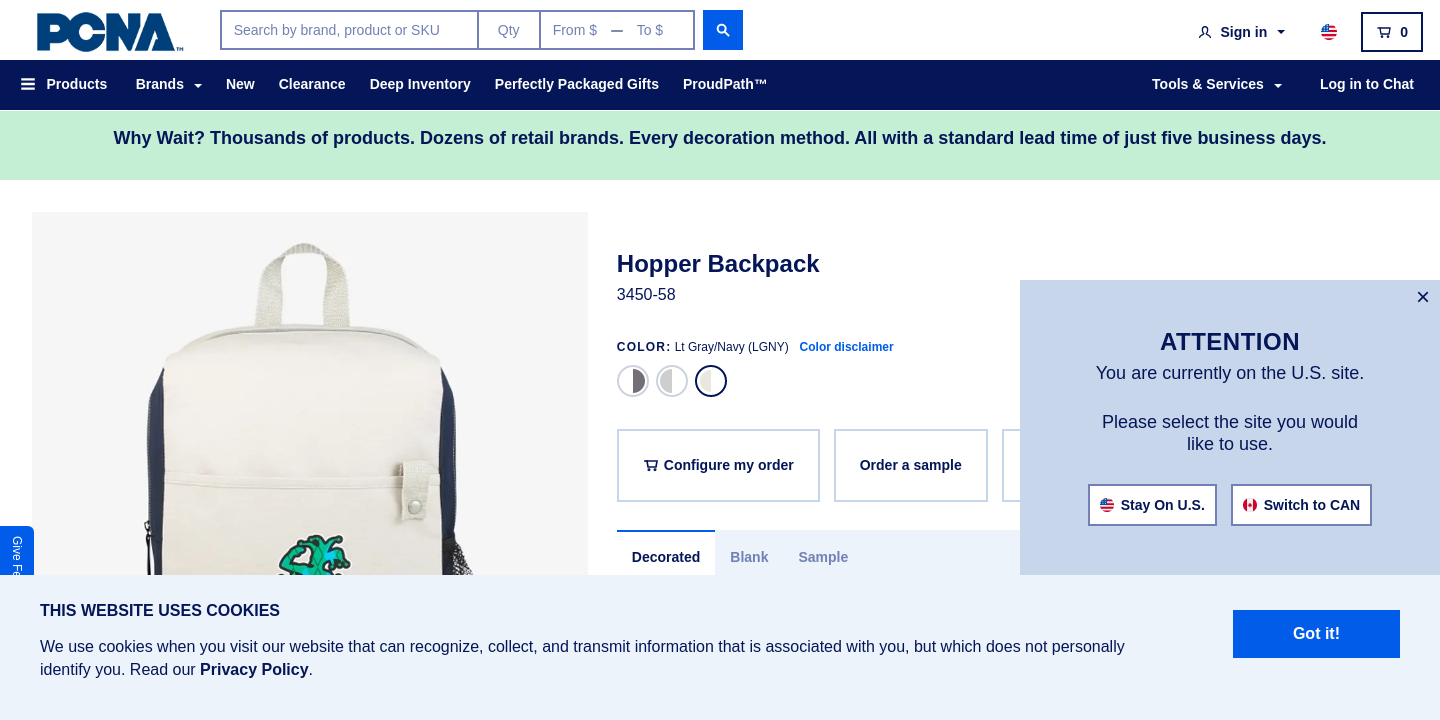 PCNA™
Search by brand, product or SKU
Qty
From $ — To $
Sign in
0
Products
Brands
New
Clearance
Deep Inventory
Perfectly Packaged Gifts
ProudPath™
Tools & Services
Log in to Chat
Why Wait? Thousands of products. Dozens of retail brands. Every decoration method. All with a standard lead time of just five business days.
Hopper Backpack
3450-58
COLOR: Lt Gray/Navy (LGNY) Color disclaimer
Configure my order
Order a sample
Decorated
Blank
Sample
×
ATTENTION
You are currently on the U.S. site.
Please select the site you would
like to use.
Stay On U.S.
Switch to CAN
Give Fe
THIS WEBSITE USES COOKIES
We use cookies when you visit our website that can recognize, collect, and transmit information that is associated with you, but which does not personally
identify you. Read our Privacy Policy.
Got it!